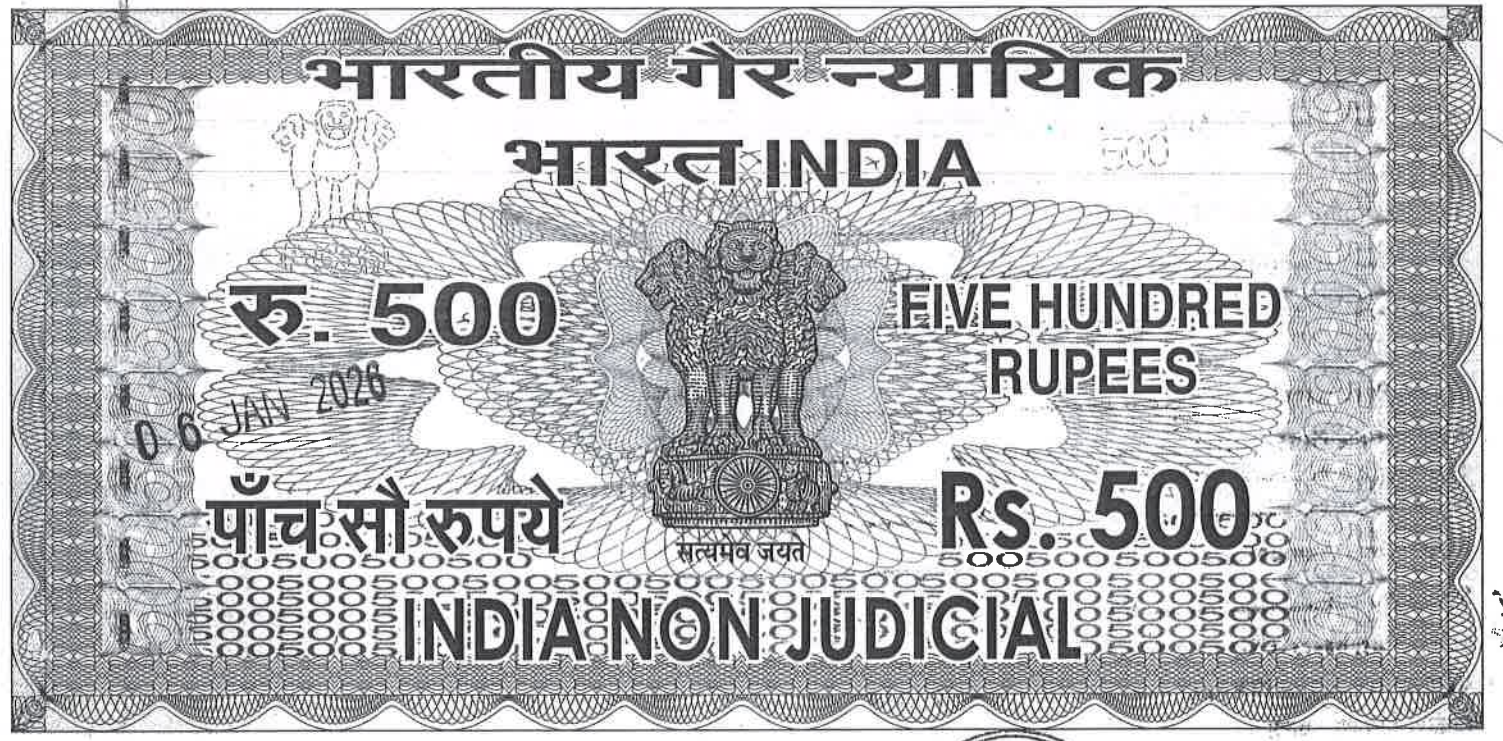 भारतीय गैर न्यायिक
भारत INDIA
500
रु. 500
FIVE HUNDRED
RUPEES
06 JAN 2026
पाँच सौ रुपये
सत्यमेव जयते
Rs. 500
INDIA NON JUDICIAL